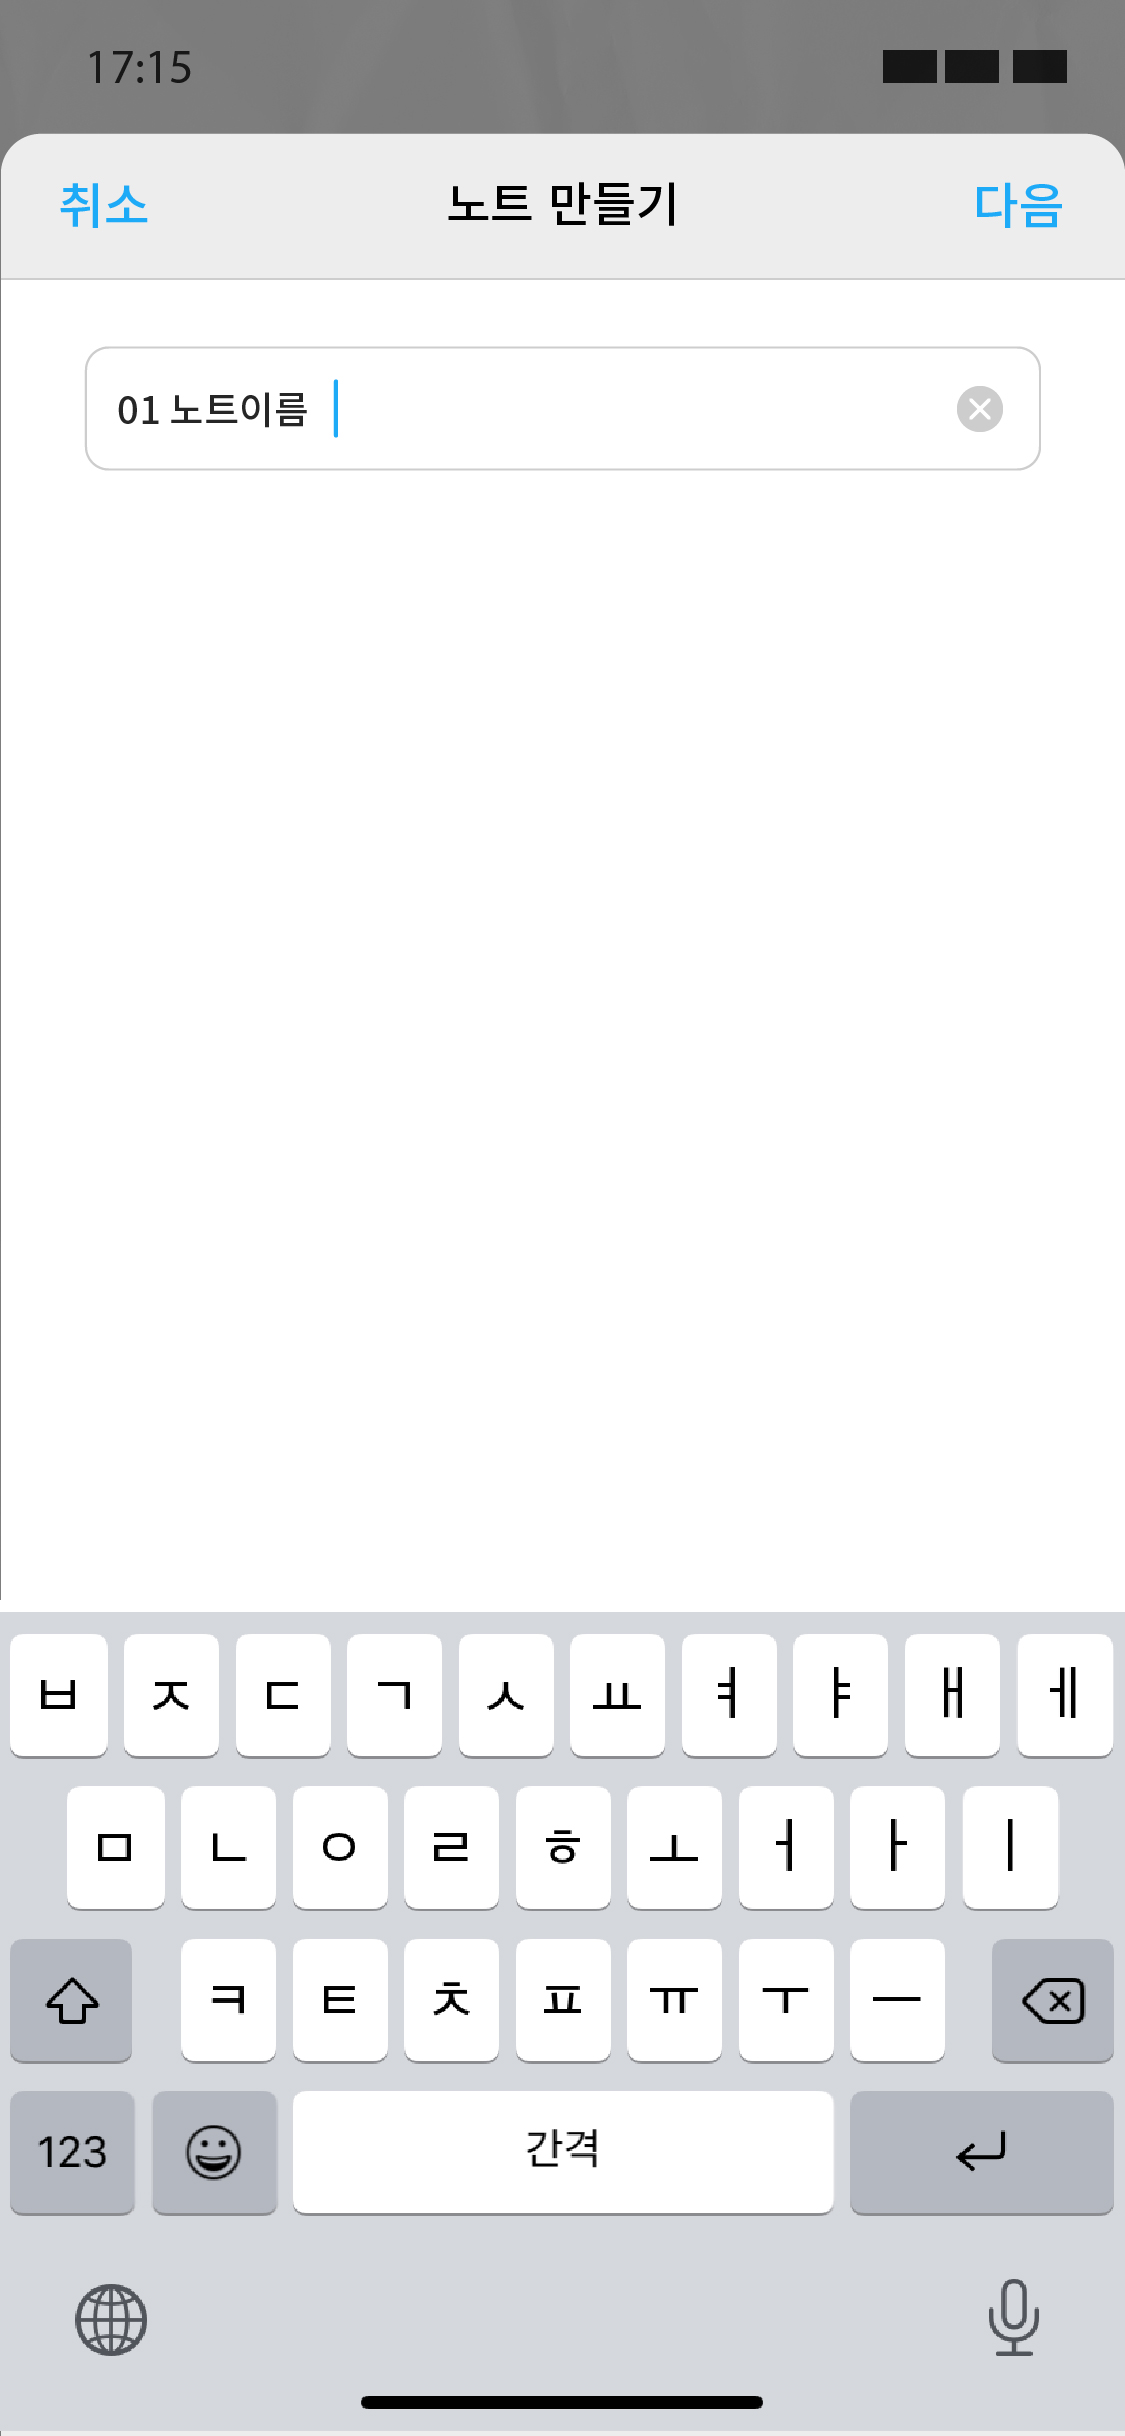 17:15
취소 노트 만들기 다음
01 노트이름
ㅂ ㅈ ㄷ ㄱ ㅅ ㅛ ㅕ ㅑ ㅐ ㅔ
ㅁ ㄴ ㅇ ㄹ ㅎ ㅗ ㅓ ㅏ ㅣ
ㅋ ㅌ ㅊ ㅍ ㅠ ㅜ ㅡ
123 간격